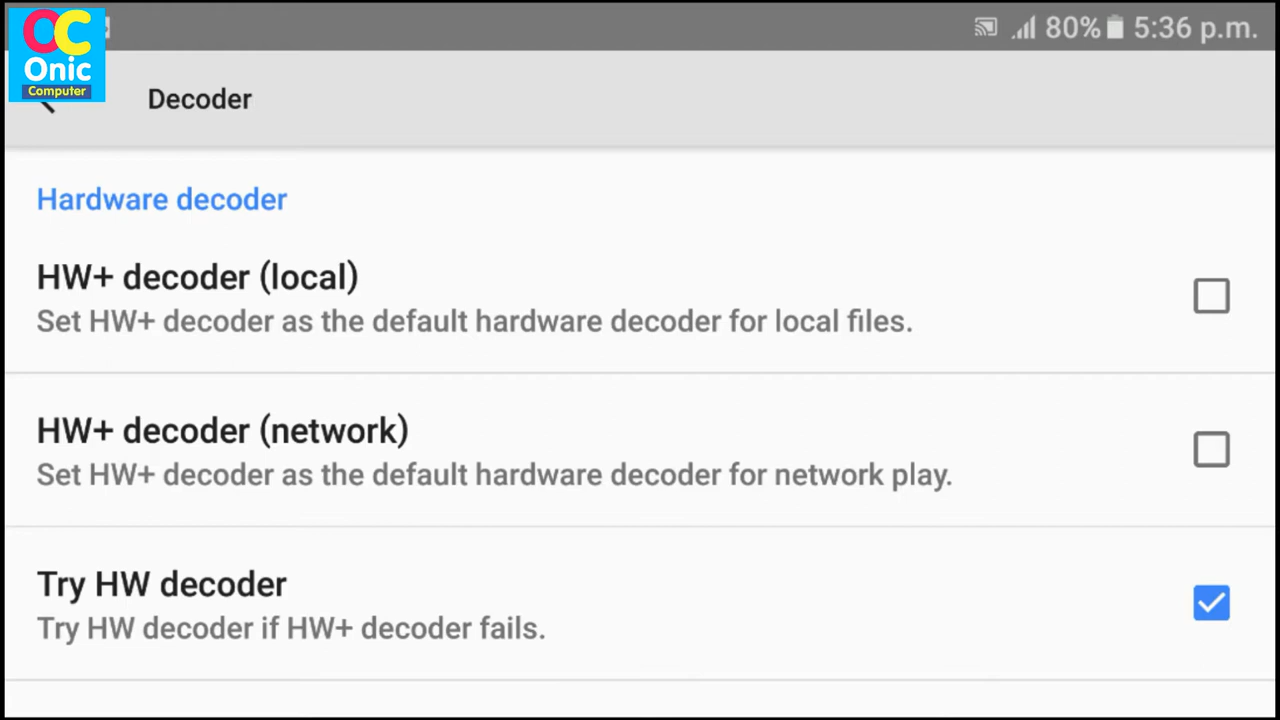 OC
Onic
Computer
80% 5:36 p.m.
Decoder
Hardware decoder
HW+ decoder (local)
Set HW+ decoder as the default hardware decoder for local files.
HW+ decoder (network)
Set HW+ decoder as the default hardware decoder for network play.
Try HW decoder
Try HW decoder if HW+ decoder fails.